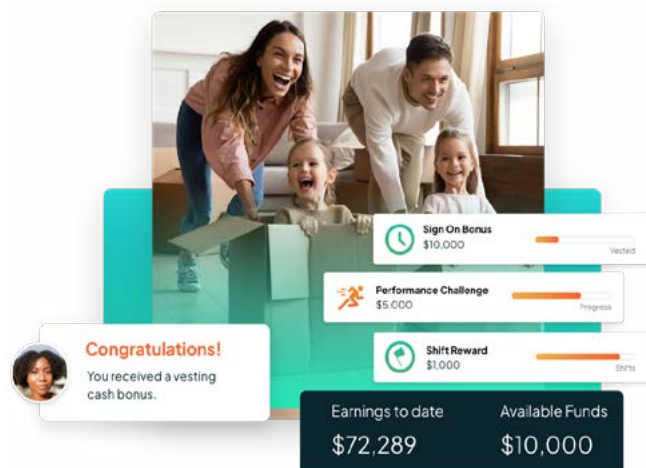 Sign On Bonus
$10,000
Vested
Performance Challenge
$5,000
Progress
Shift Reward
$1,000
Shifts
Congratulations!
You received a vesting
cash bonus.
Earnings to date
Available Funds
$72,289
$10,000